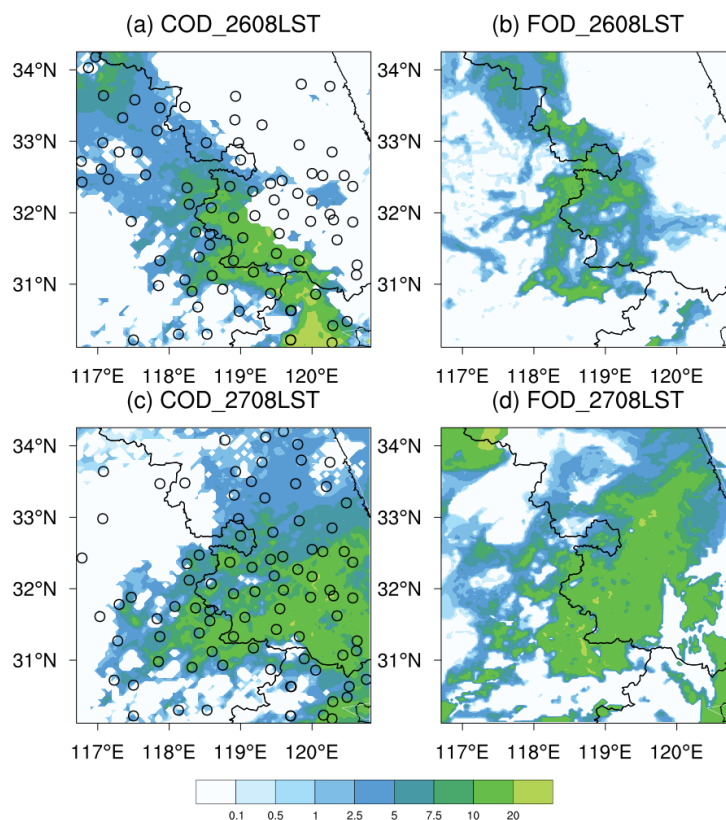 (a) COD_2608LST (b) FOD_2608LST
34°N 34°N
33°N 33°N
32°N 32°N
31°N 31°N
117°E 118°E 119°E 120°E 117°E 118°E 119°E 120°E
(c) COD_2708LST (d) FOD_2708LST
34°N 34°N
33°N 33°N
32°N 32°N
31°N 31°N
117°E 118°E 119°E 120°E 117°E 118°E 119°E 120°E
0.1 0.5 1 2.5 5 7.5 10 20